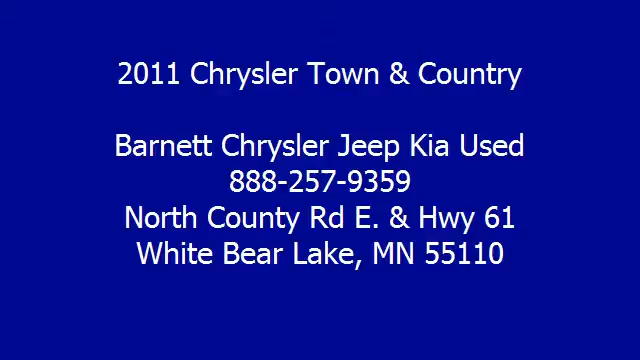 2011 Chrysler Town & Country
Barnett Chrysler Jeep Kia Used
888-257-9359
North County Rd E. & Hwy 61
White Bear Lake, MN 55110